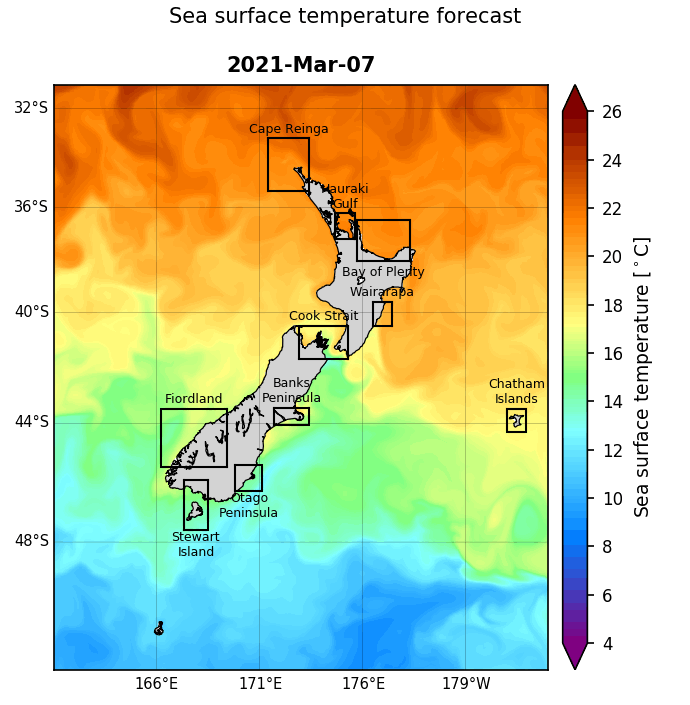 Sea surface temperature forecast
2021-Mar-07
32°S
36°S
40°S
44°S
48°S
166°E
171°E
176°E
179°W
Cape Reinga
Hauraki
Gulf
Bay of Plenty
Wairarapa
Cook Strait
Banks
Peninsula
Fiordland
Chatham
Islands
Otago
Peninsula
Stewart
Island
26
24
22
20
18
16
14
12
10
8
6
4
Sea surface temperature [°C]